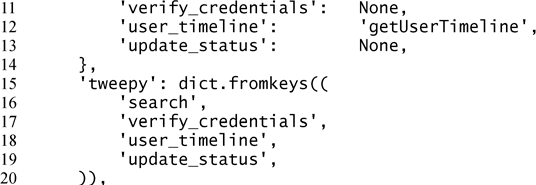 11 'verify_credentials': None,
12 'user_timeline': 'getUserTimeline',
13 'update_status': None,
14 },
15 'tweepy': dict.fromkeys((
16 'search',
17 'verify_credentials',
18 'user_timeline',
19 'update_status',
20 )),